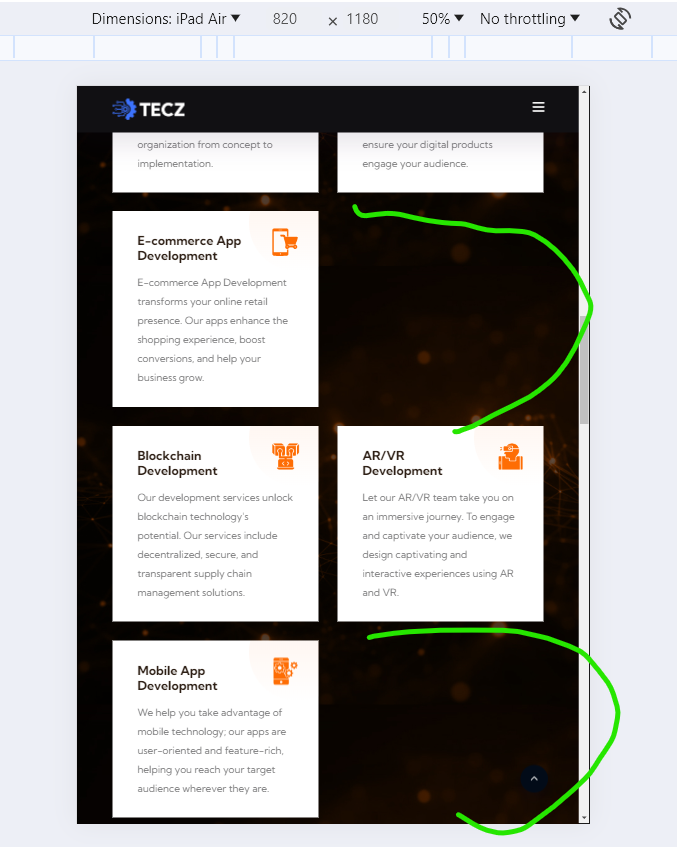 Dimensions: iPad Air ▼ 820 × 1180 50% ▼ No throttling ▼
TECZ
organization from concept to
implementation.
ensure your digital products
engage your audience.
E-commerce App
Development
E-commerce App Development
transforms your online retail
presence. Our apps enhance the
shopping experience, boost
conversions, and help your
business grow.
Blockchain
Development
Our development services unlock
blockchain technology's
potential. Our services include
decentralized, secure, and
transparent supply chain
management solutions.
AR/VR
Development
Let our AR/VR team take you on
an immersive journey. To engage
and captivate your audience, we
design captivating and
interactive experiences using AR
and VR.
Mobile App
Development
We help you take advantage of
mobile technology; our apps are
user-oriented and feature-rich,
helping you reach your target
audience wherever they are.